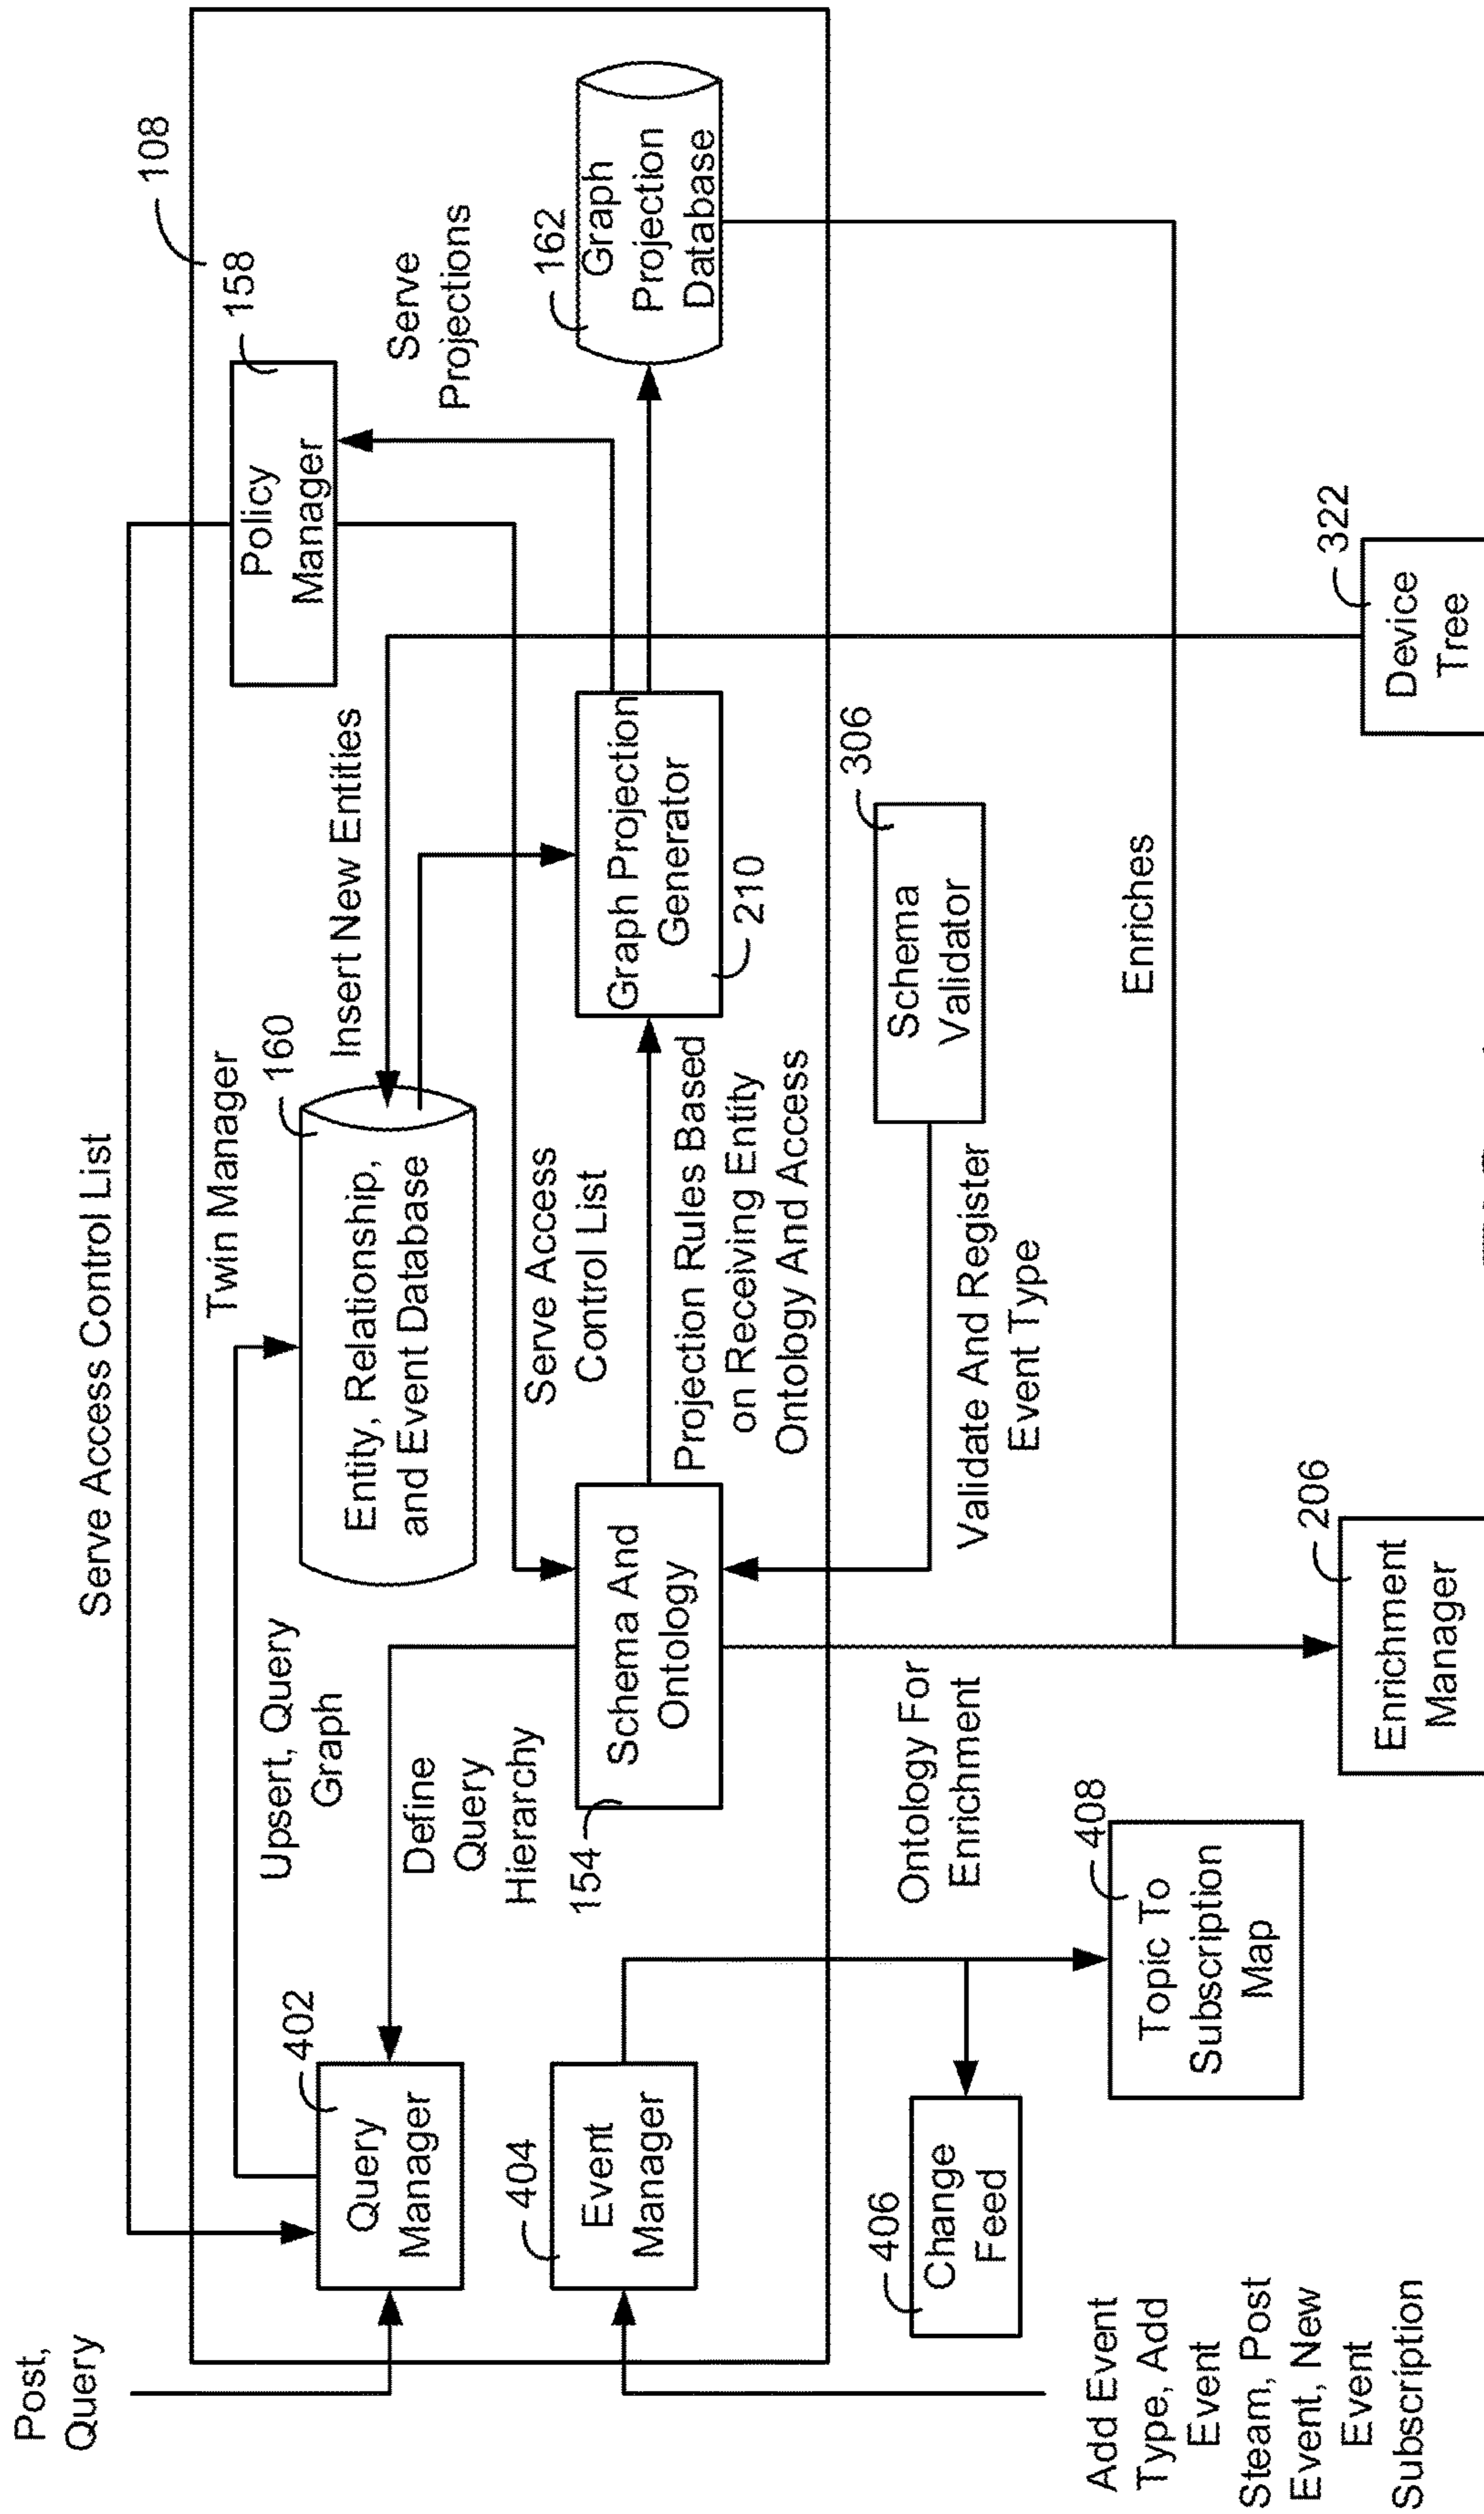 Post,
Query
Serve Access Control List
Twin Manager
108
Upsert, Query
Graph
402
Query
Manager
Define
Query
Hierarchy
160
Entity, Relationship,
and Event Database
Insert New Entities
158
Policy
Manager
Serve
Projections
404
Event
Manager
154
Schema And
Ontology
Serve Access
Control List
Projection Rules Based
on Receiving Entity
Ontology And Access
Graph Projection
Generator
210
162
Graph
Projection
Database
406
Change
Feed
Ontology For
Enrichment
Validate And Register
Event Type
306
Schema
Validator
Enriches
408
Topic To
Subscription
Map
206
Enrichment
Manager
322
Device
Tree
Add Event
Type, Add
Event
Steam, Post
Event, New
Event
Subscription